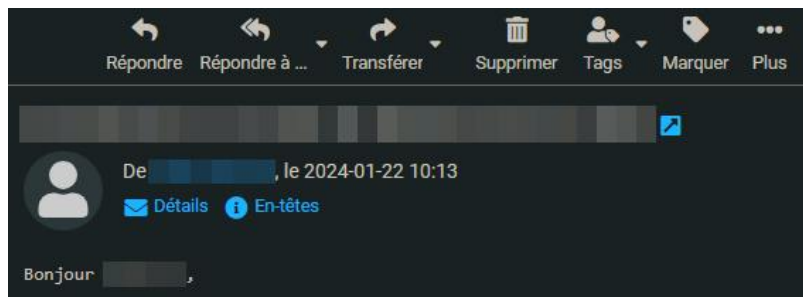 Répondre Répondre à ... Transférer Supprimer Tags Marquer Plus
De , le 2024-01-22 10:13
Détails En-têtes
Bonjour ,